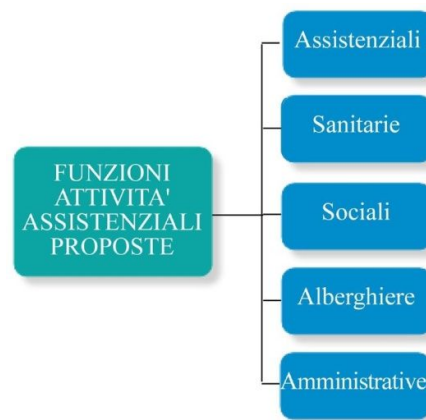 FUNZIONI
ATTIVITA'
ASSISTENZIALI
PROPOSTE
Assistenziali
Sanitarie
Sociali
Alberghiere
Amministrative